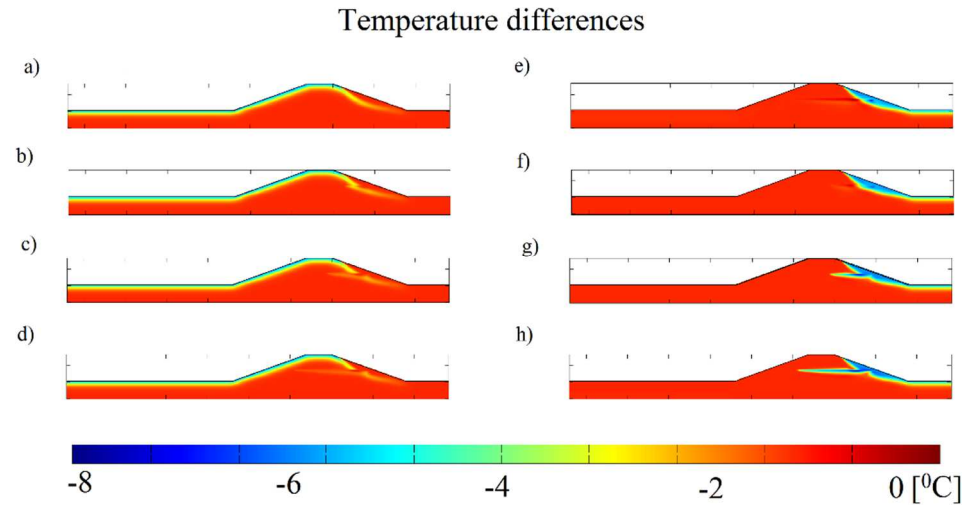 Temperature differences
a)
e)
b)
f)
c)
g)
d)
h)
-8 -6 -4 -2 0 [⁰C]